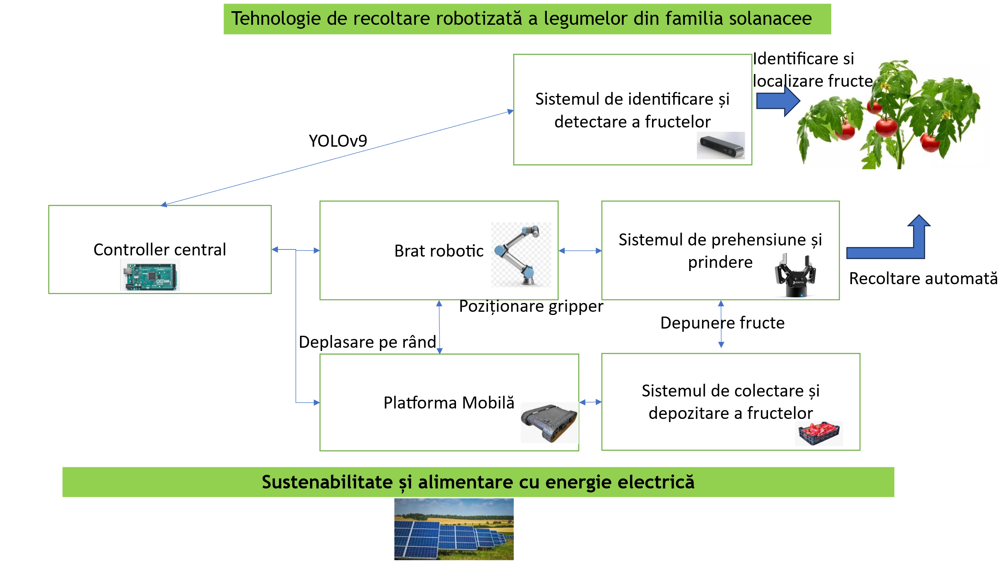 Tehnologie de recoltare robotizată a legumelor din familia solanacee
Identificare si
localizare fructe
Sistemul de identificare și
detectare a fructelor
YOLOv9
Controller central
Brat robotic
Sistemul de prehensiune și
prindere
ROBOTIQ
Recoltare automată
Poziționare gripper
Depunere fructe
Deplasare pe rând
Platforma Mobilă
Sistemul de colectare și
depozitare a fructelor
Sustenabilitate și alimentare cu energie electrică